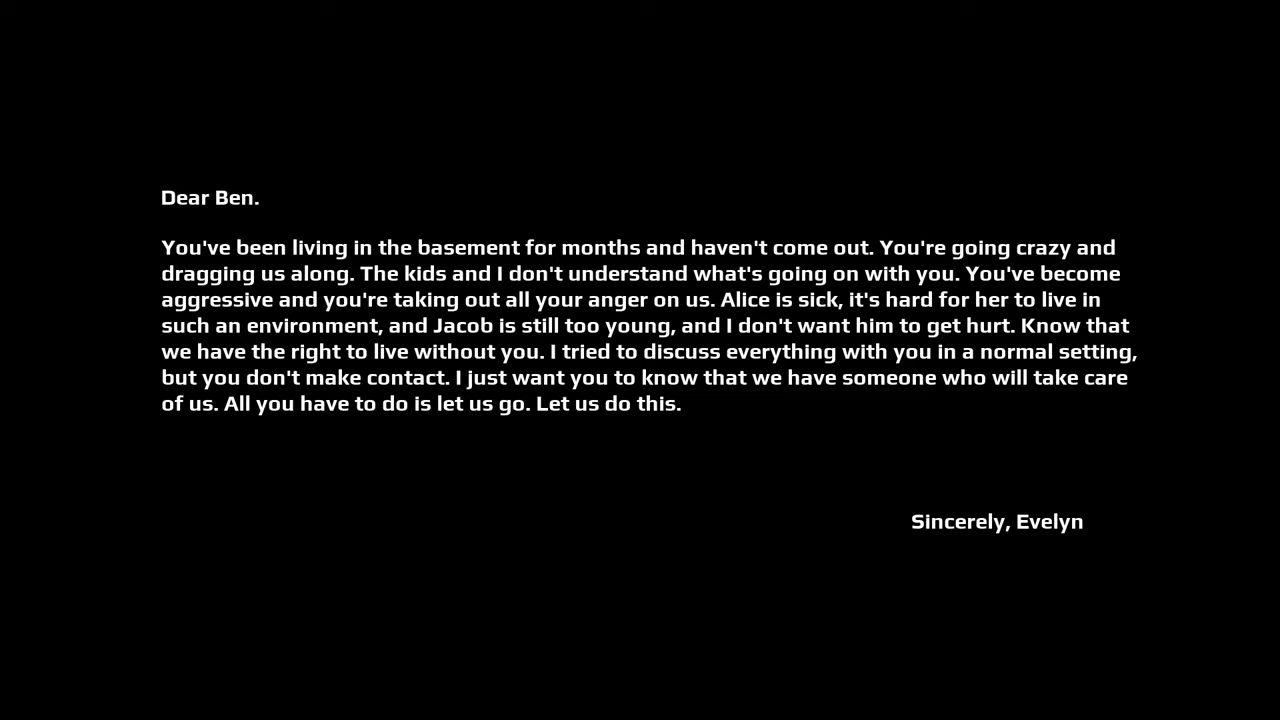 Dear Ben.
You've been living in the basement for months and haven't come out. You're going crazy and
dragging us along. The kids and I don't understand what's going on with you. You've become
aggressive and you're taking out all your anger on us. Alice is sick, it's hard for her to live in
such an environment, and Jacob is still too young, and I don't want him to get hurt. Know that
we have the right to live without you. I tried to discuss everything with you in a normal setting,
but you don't make contact. I just want you to know that we have someone who will take care
of us. All you have to do is let us go. Let us do this.
Sincerely, Evelyn